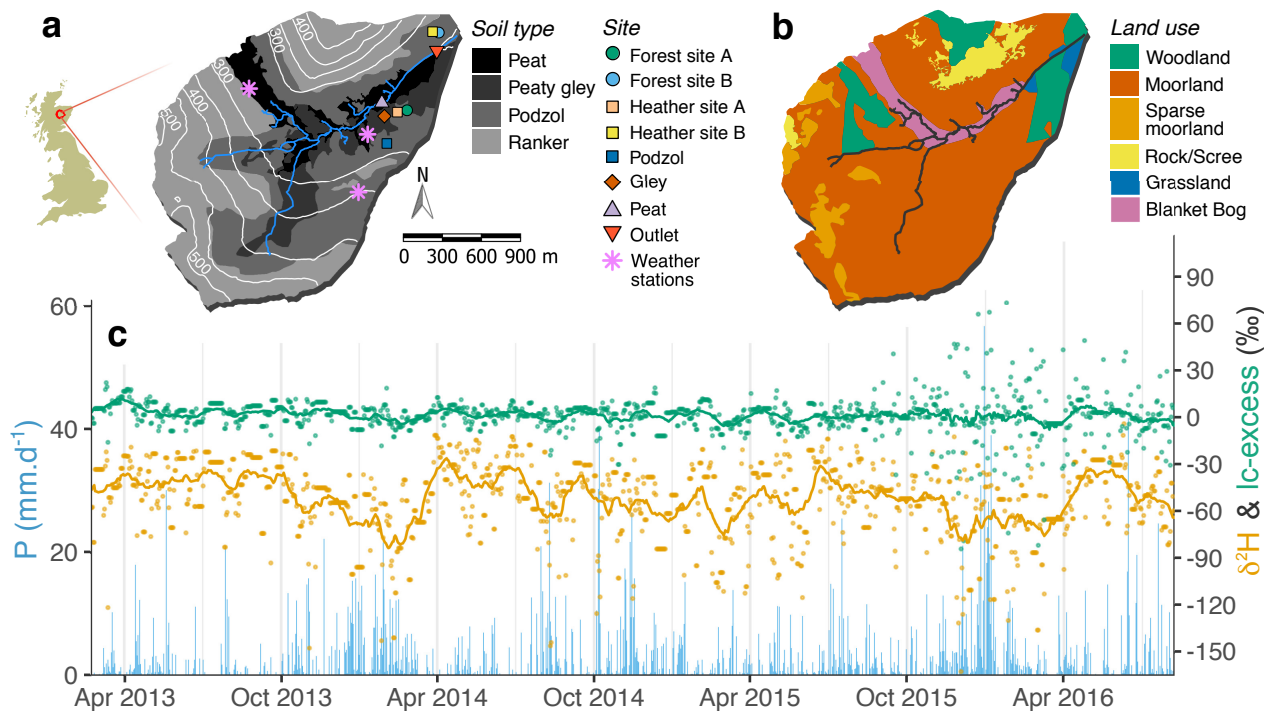 a
Soil type
Peat
Peaty gley
Podzol
Ranker
400
300
300
400
500
500
N
0 300 600 900 m
Site
Forest site A
Forest site B
Heather site A
Heather site B
Podzol
Gley
Peat
Outlet
Weather
stations
b
Land use
Woodland
Moorland
Sparse
moorland
Rock/Scree
Grassland
Blanket Bog
c
P (mm.d⁻¹)
60
40
20
0
90
60
30
0
-30
-60
-90
-120
-150
δ²H & lc-excess (‰)
Apr 2013 Oct 2013 Apr 2014 Oct 2014 Apr 2015 Oct 2015 Apr 2016